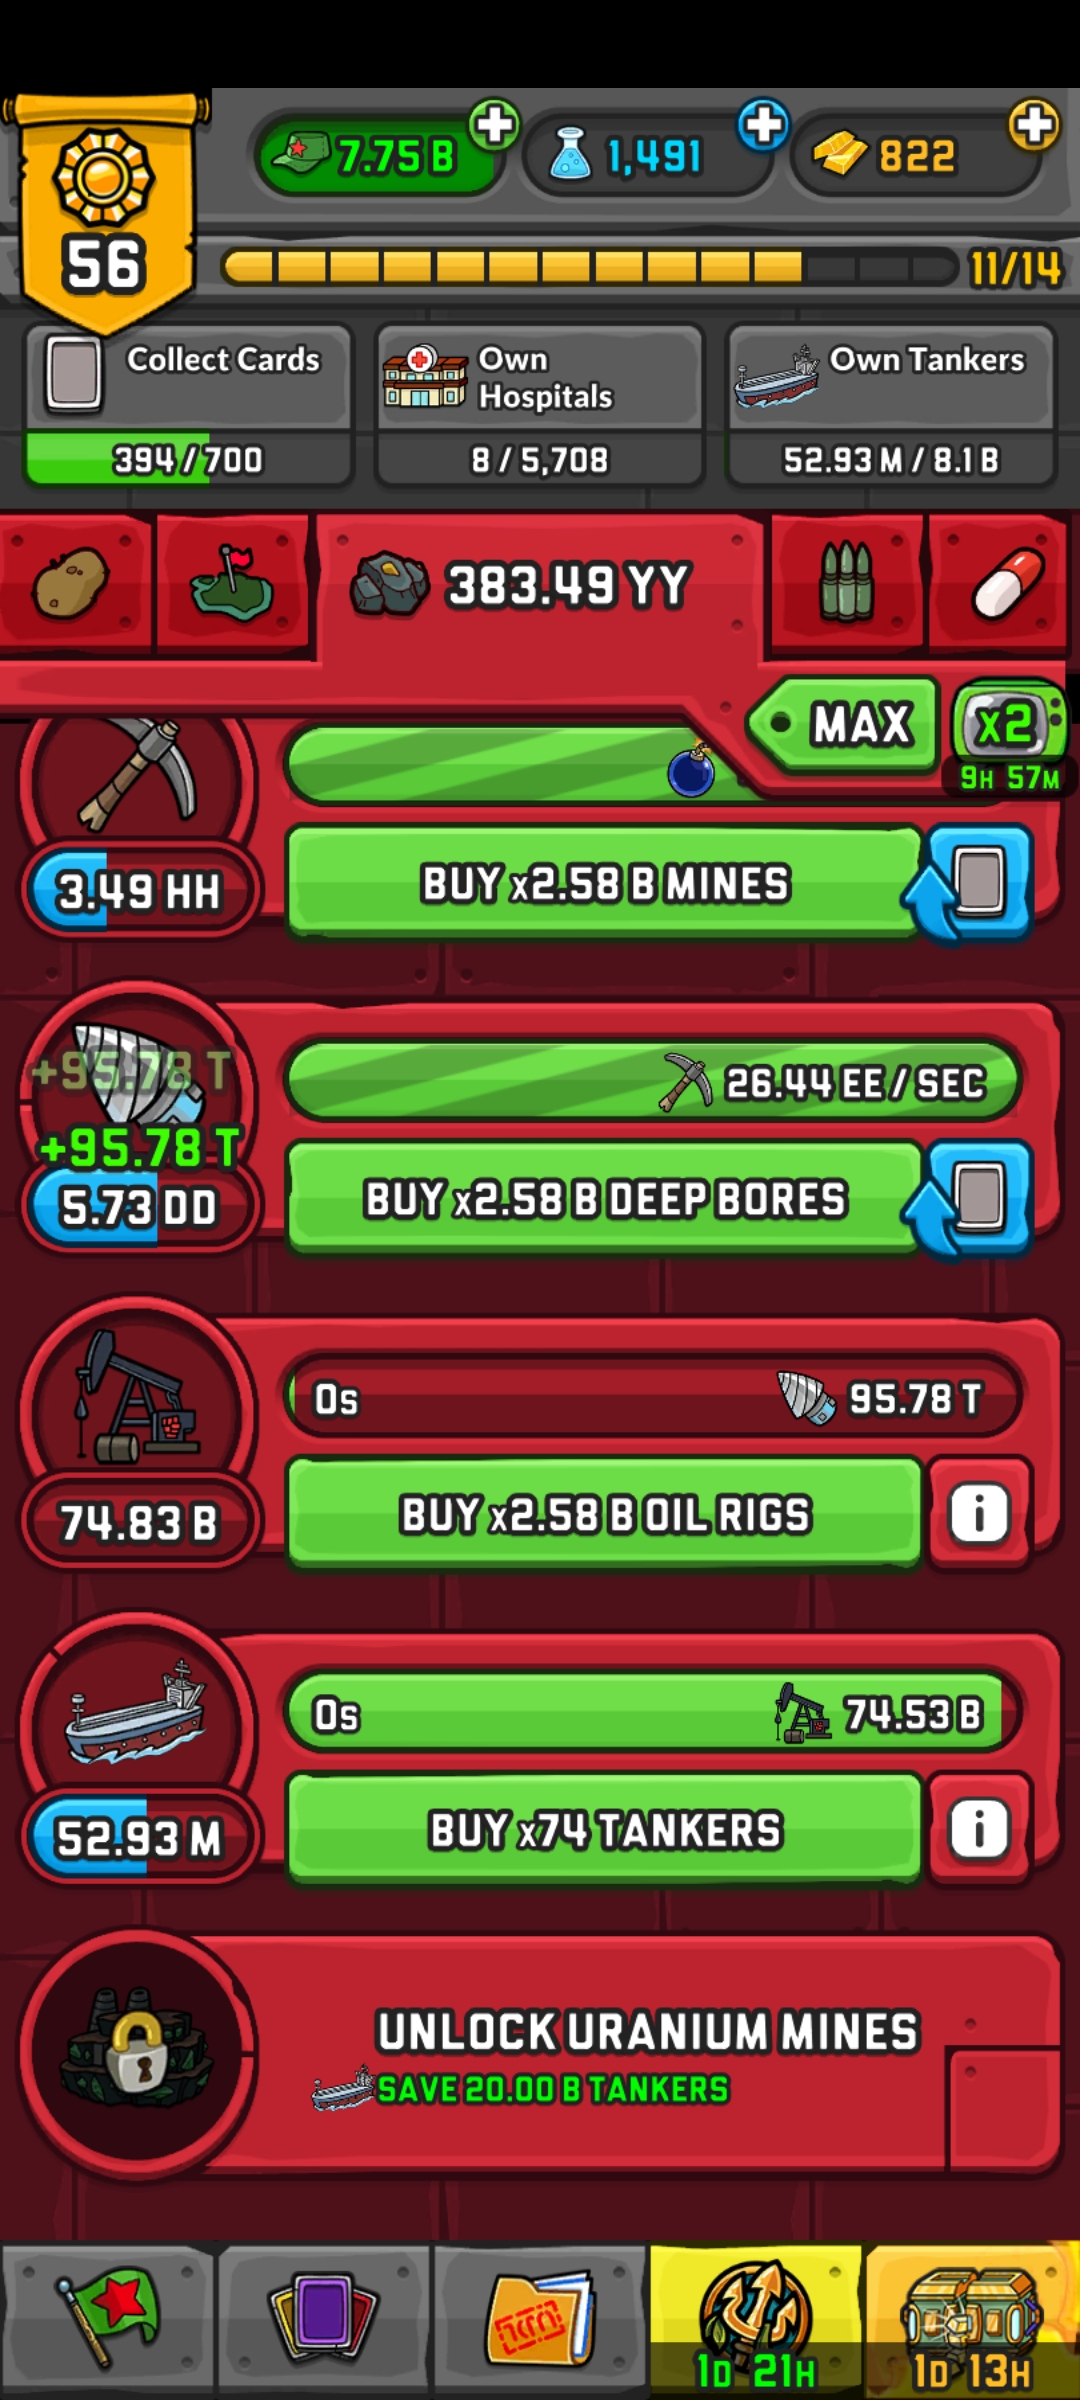 7.75 B
1,491
822
56
11/14
Collect Cards
394 / 700
Own
Hospitals
8 / 5,708
Own Tankers
52.93 M / 8.1 B
383.49 YY
MAX
x2
9H 57M
3.49 HH
BUY x2.58 B MINES
+95.78 T
+95.78 T
26.44 EE / SEC
5.73 DD
BUY x2.58 B DEEP BORES
0s
95.78 T
74.83 B
BUY x2.58 B OIL RIGS
i
0s
74.53 B
52.93 M
BUY x74 TANKERS
i
UNLOCK URANIUM MINES
SAVE 20.00 B TANKERS
1D 21H
1D 13H